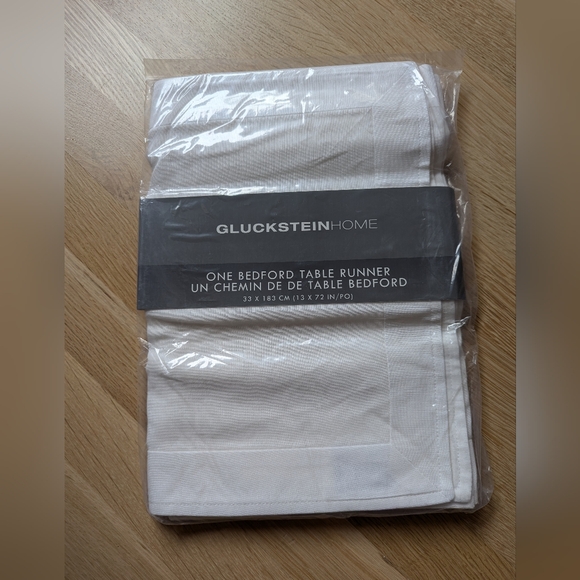 GLUCKSTEINHOME
ONE BEDFORD TABLE RUNNER
UN CHEMIN DE DE TABLE BEDFORD
33 X 183 CM (13 X 72 IN/PO)